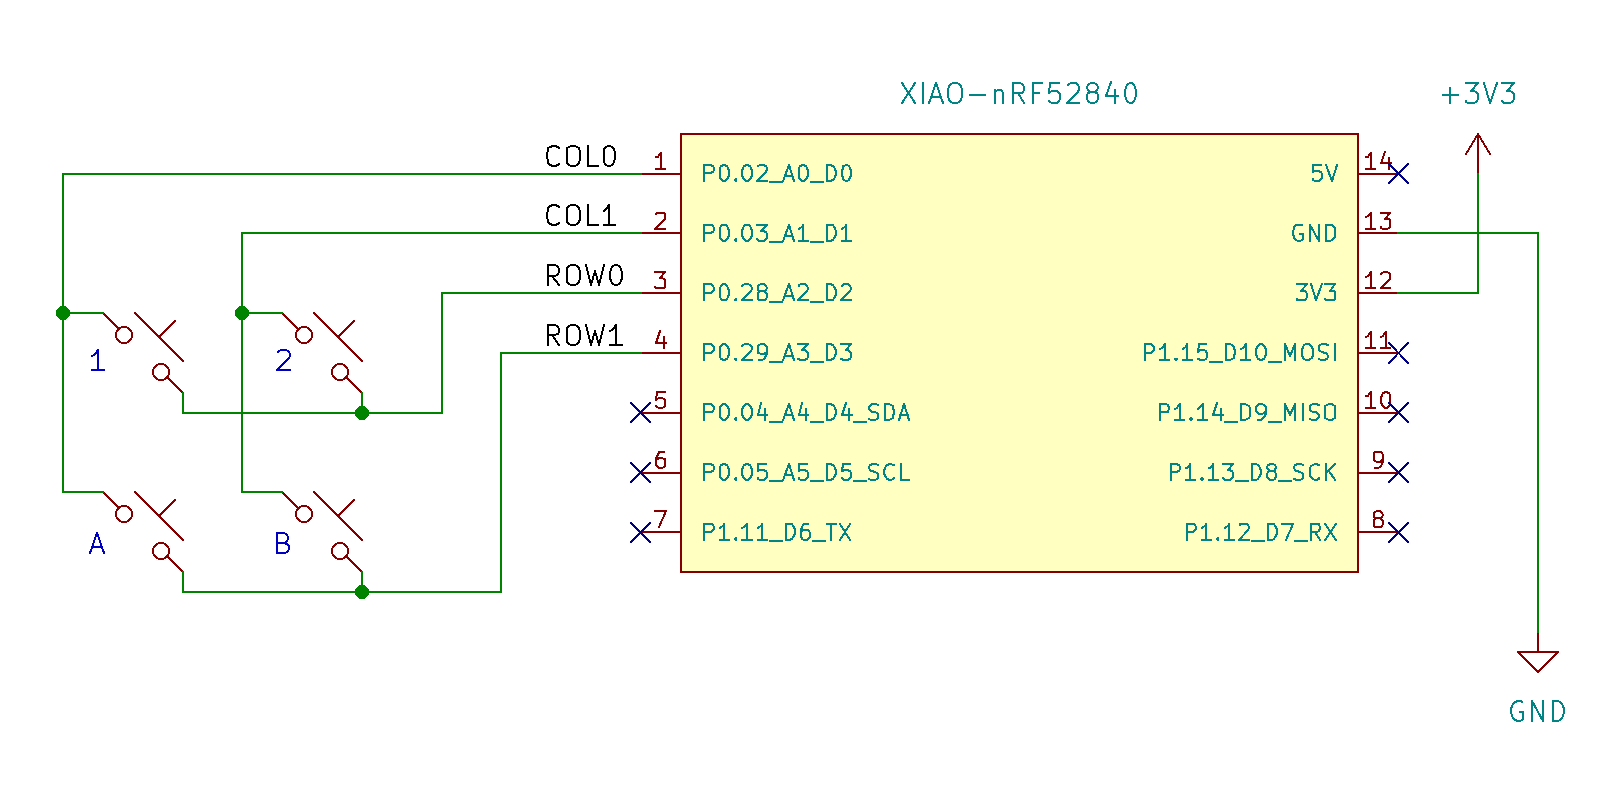 XIAO-nRF52840
+3V3
COL0
1
P0.02_A0_D0
5V
14
COL1
2
P0.03_A1_D1
GND
13
ROW0
3
P0.28_A2_D2
3V3
12
ROW1
4
P0.29_A3_D3
P1.15_D10_MOSI
11
1
2
5
P0.04_A4_D4_SDA
P1.14_D9_MISO
10
6
P0.05_A5_D5_SCL
P1.13_D8_SCK
9
7
P1.11_D6_TX
P1.12_D7_RX
8
A
B
GND